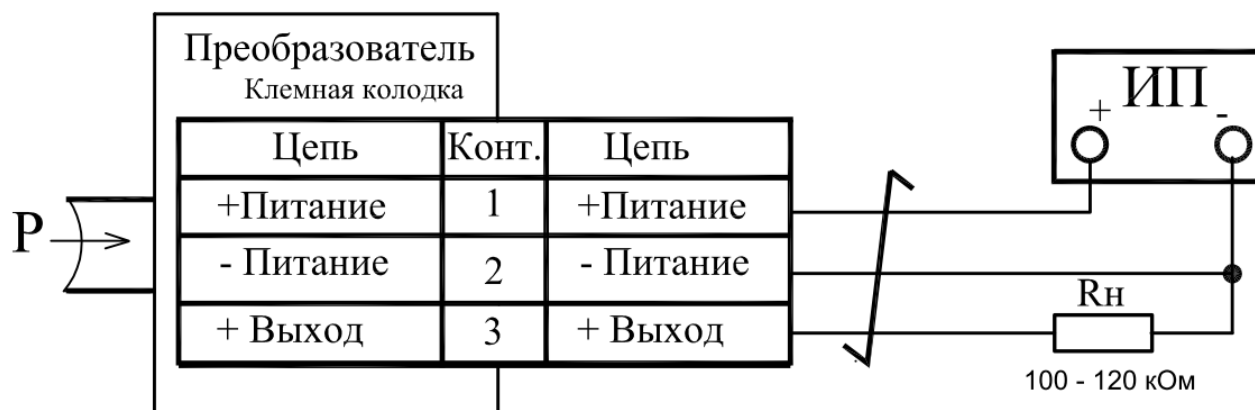 Преобразователь
Клемная колодка
ИП
+ -
Цепь Конт. Цепь
+Питание 1 +Питание
P
- Питание 2 - Питание
Rн
+ Выход 3 + Выход
100 - 120 кОм